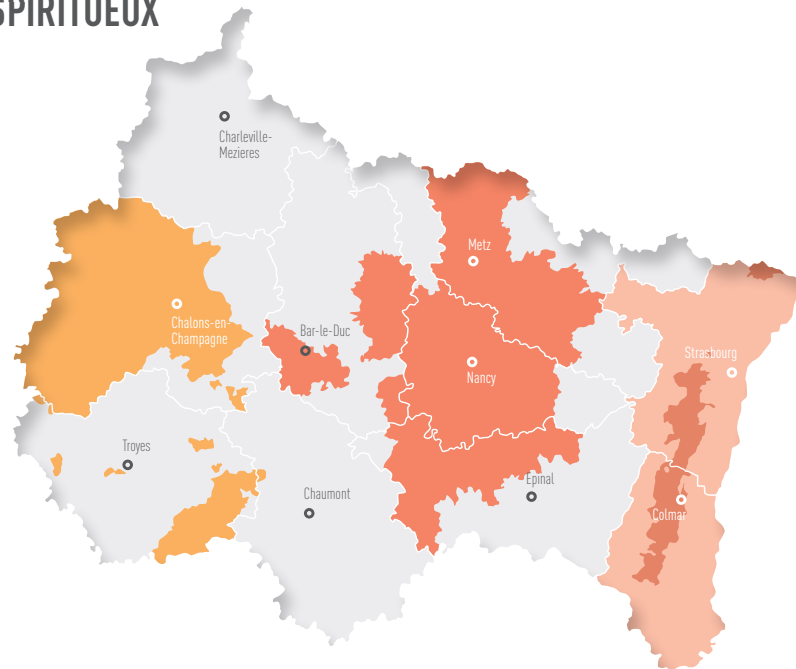 SPIRITUEUX
Charleville-
Mezieres
Metz
Chalons-en-
Champagne
Bar-le-Duc
Strasbourg
Nancy
Troyes
Epinal
Chaumont
Colmar